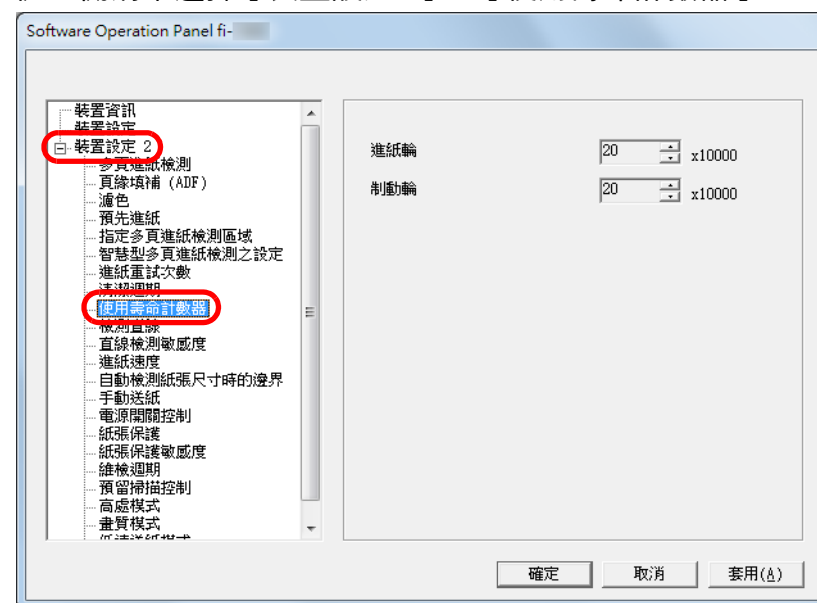 Software Operation Panel fi-
裝置資訊
裝置設定
裝置設定 2
多頁進紙檢測
頁緣填補 (ADF)
濾色
預先進紙
指定多頁進紙檢測區域
智慧型多頁進紙檢測之設定
進紙重試次數
清潔週期
使用壽命計數器
檢測直線
直線檢測敏感度
進紙速度
自動檢測紙張尺寸時的邊界
手動送紙
電源開關控制
紙張保護
紙張保護敏感度
維檢週期
預留掃描控制
高處模式
畫質模式
低速送紙模式
進紙輪 20 x10000
制動輪 20 x10000
確定 取消 套用(A)